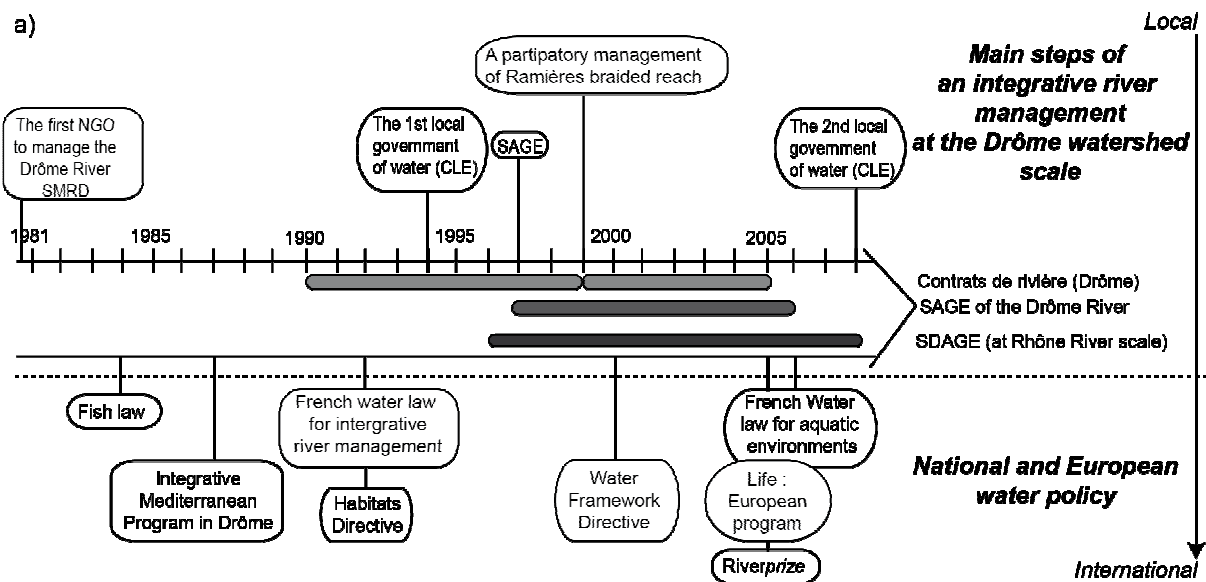 a)
Local
Main steps of
an integrative river
management
at the Drôme watershed
scale
A partipatory management
of Ramières braided reach
The first NGO
to manage the
Drôme River
SMRD
The 1st local
government
of water (CLE)
SAGE
The 2nd local
government
of water (CLE)
1981 1985 1990 1995 2000 2005
Contrats de rivière (Drôme)
SAGE of the Drôme River
SDAGE (at Rhône River scale)
Fish law
Integrative
Mediterranean
Program in Drôme
French water law
for intergrative
river management
Habitats
Directive
Water
Framework
Directive
French Water
law for aquatic
environments
Life :
European
program
Riverprize
National and European
water policy
International